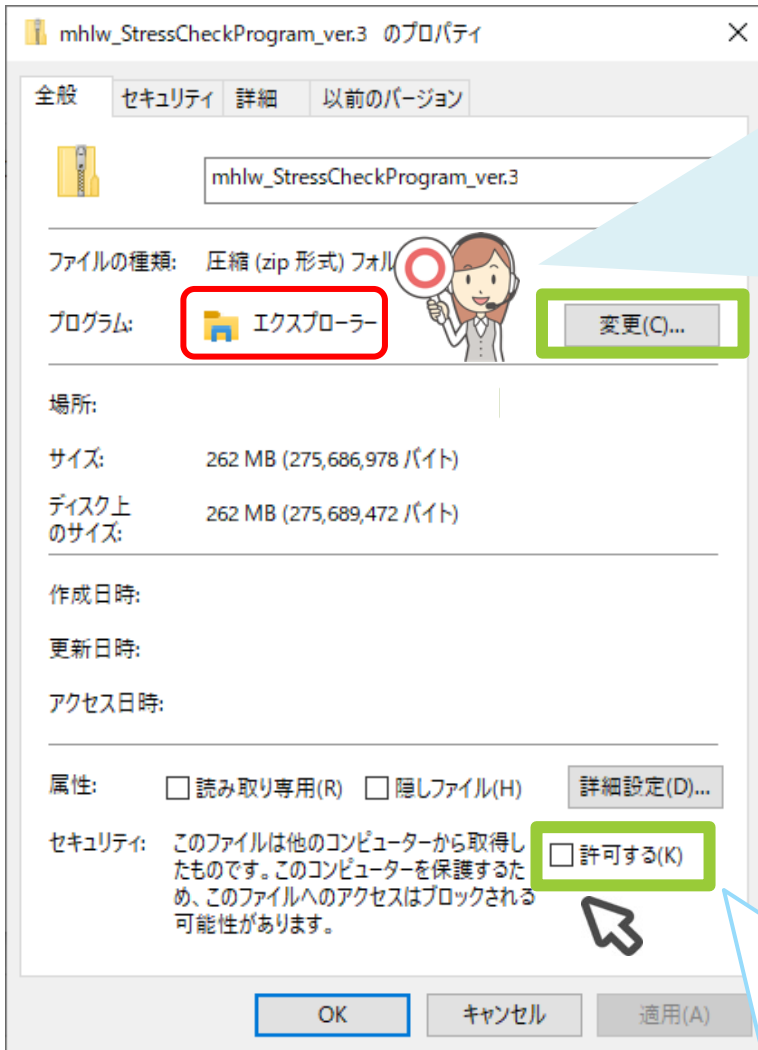 mhlw_StressCheckProgram_ver.3 のプロパティ
全般 セキュリティ 詳細 以前のバージョン
mhlw_StressCheckProgram_ver.3
ファイルの種類: 圧縮 (zip 形式) フォル
プログラム: エクスプローラー 変更(C)...
場所:
サイズ: 262 MB (275,686,978 バイト)
ディスク上
のサイズ: 262 MB (275,689,472 バイト)
作成日時:
更新日時:
アクセス日時:
属性: 読み取り専用(R) 隠しファイル(H) 詳細設定(D)...
セキュリティ: このファイルは他のコンピューターから取得し 許可する(K)
たものです。このコンピューターを保護するた
め、このファイルへのアクセスはブロックされる
可能性があります。
OK キャンセル 適用(A)